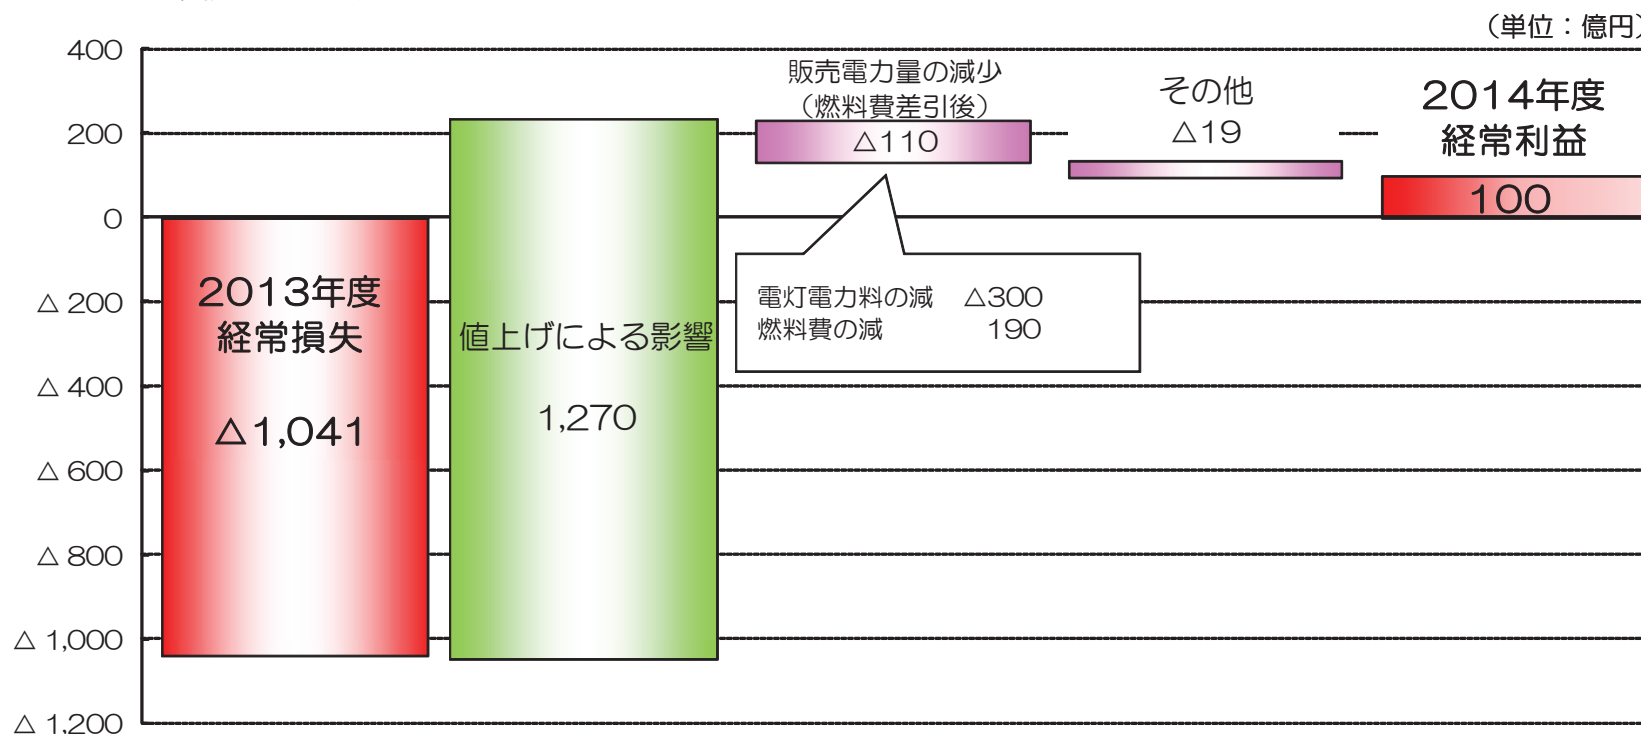 （単位：億円）
400
200
0
△ 200
△ 400
△ 600
△ 800
△ 1,000
△ 1,200
2013年度
経常損失
△1,041
値上げによる影響
1,270
販売電力量の減少
（燃料費差引後）
△110
電灯電力料の減 △300
燃料費の減 190
その他
△19
2014年度
経常利益
100